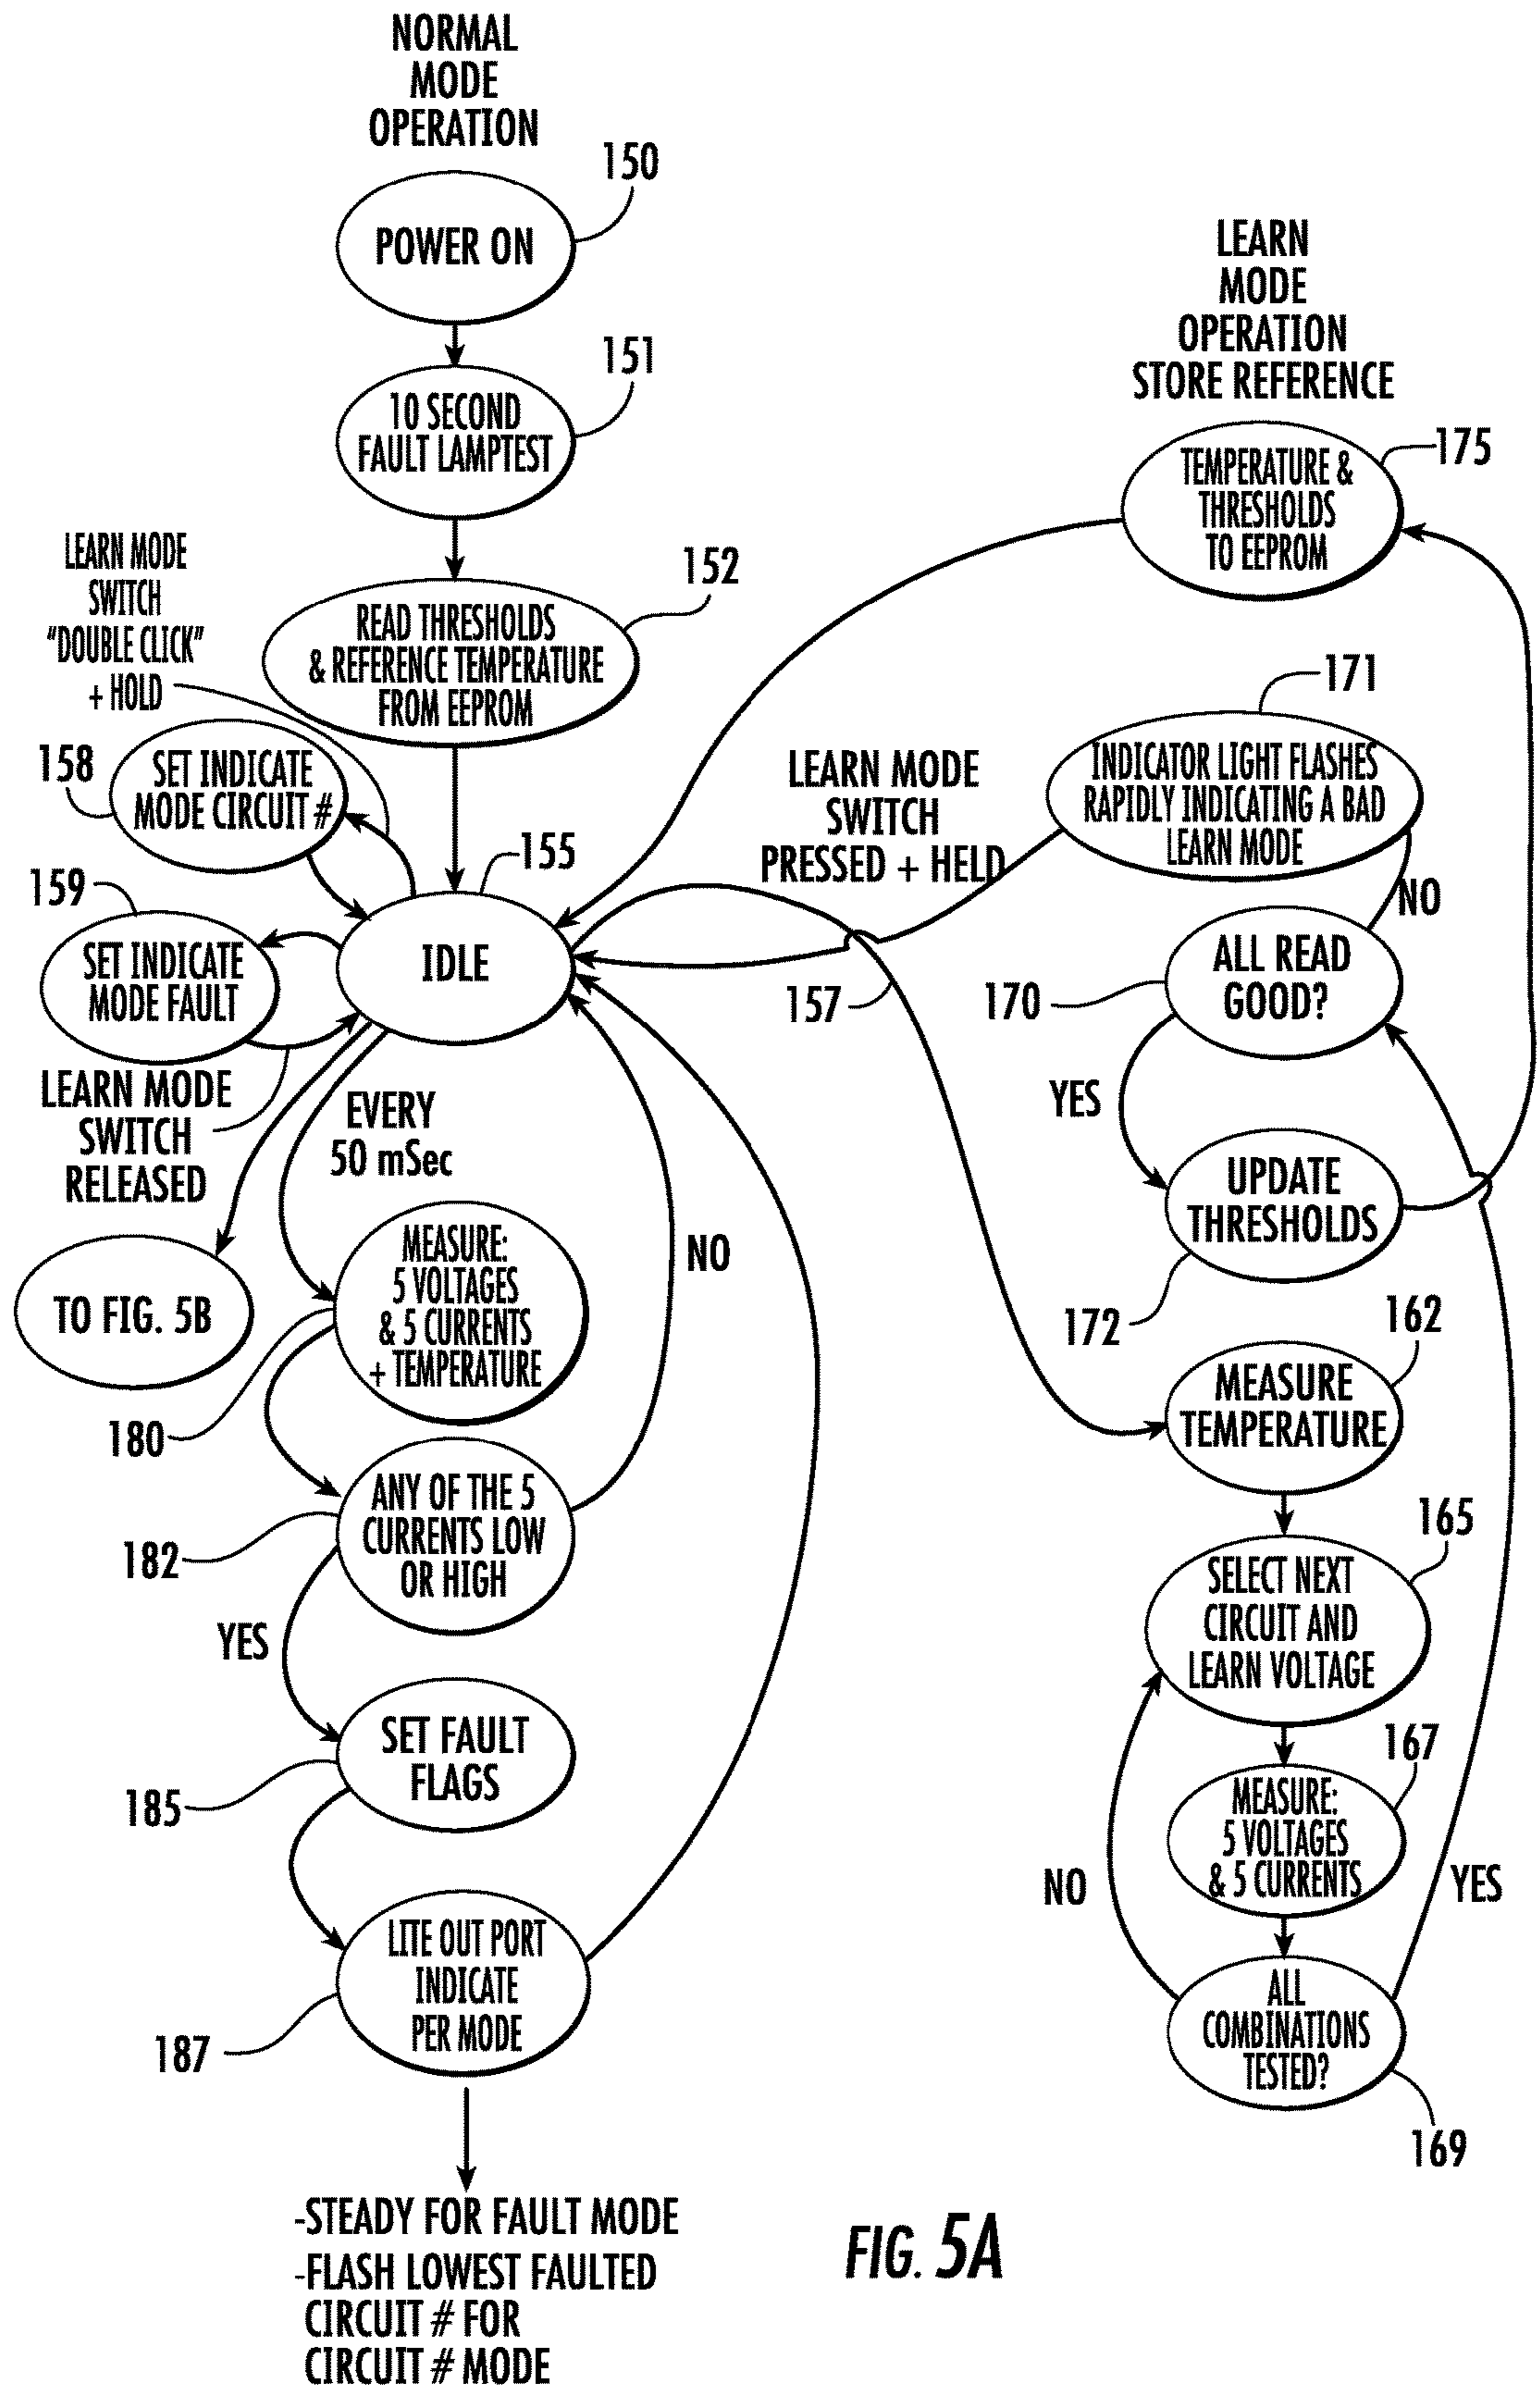 NORMAL
MODE
OPERATION
150
POWER ON
151
10 SECOND
FAULT LAMPTEST
152
READ THRESHOLDS
& REFERENCE TEMPERATURE
FROM EEPROM
LEARN MODE
SWITCH
"DOUBLE CLICK"
+ HOLD
158
SET INDICATE
MODE CIRCUIT #
155
IDLE
159
SET INDICATE
MODE FAULT
LEARN MODE
SWITCH
RELEASED
EVERY
50 mSec
TO FIG. 5B
MEASURE:
5 VOLTAGES
& 5 CURRENTS
+ TEMPERATURE
180
NO
ANY OF THE 5
CURRENTS LOW
OR HIGH
182
YES
SET FAULT
FLAGS
185
LITE OUT PORT
INDICATE
PER MODE
187
-STEADY FOR FAULT MODE
-FLASH LOWEST FAULTED
CIRCUIT # FOR
CIRCUIT # MODE
LEARN
MODE
OPERATION
STORE REFERENCE
175
TEMPERATURE &
THRESHOLDS
TO EEPROM
171
INDICATOR LIGHT FLASHES
RAPIDLY INDICATING A BAD
LEARN MODE
LEARN MODE
SWITCH
PRESSED + HELD
157
NO
ALL READ
GOOD?
170
YES
UPDATE
THRESHOLDS
172
162
MEASURE
TEMPERATURE
165
SELECT NEXT
CIRCUIT AND
LEARN VOLTAGE
167
MEASURE:
5 VOLTAGES
& 5 CURRENTS
NO
YES
ALL
COMBINATIONS
TESTED?
169
FIG. 5A